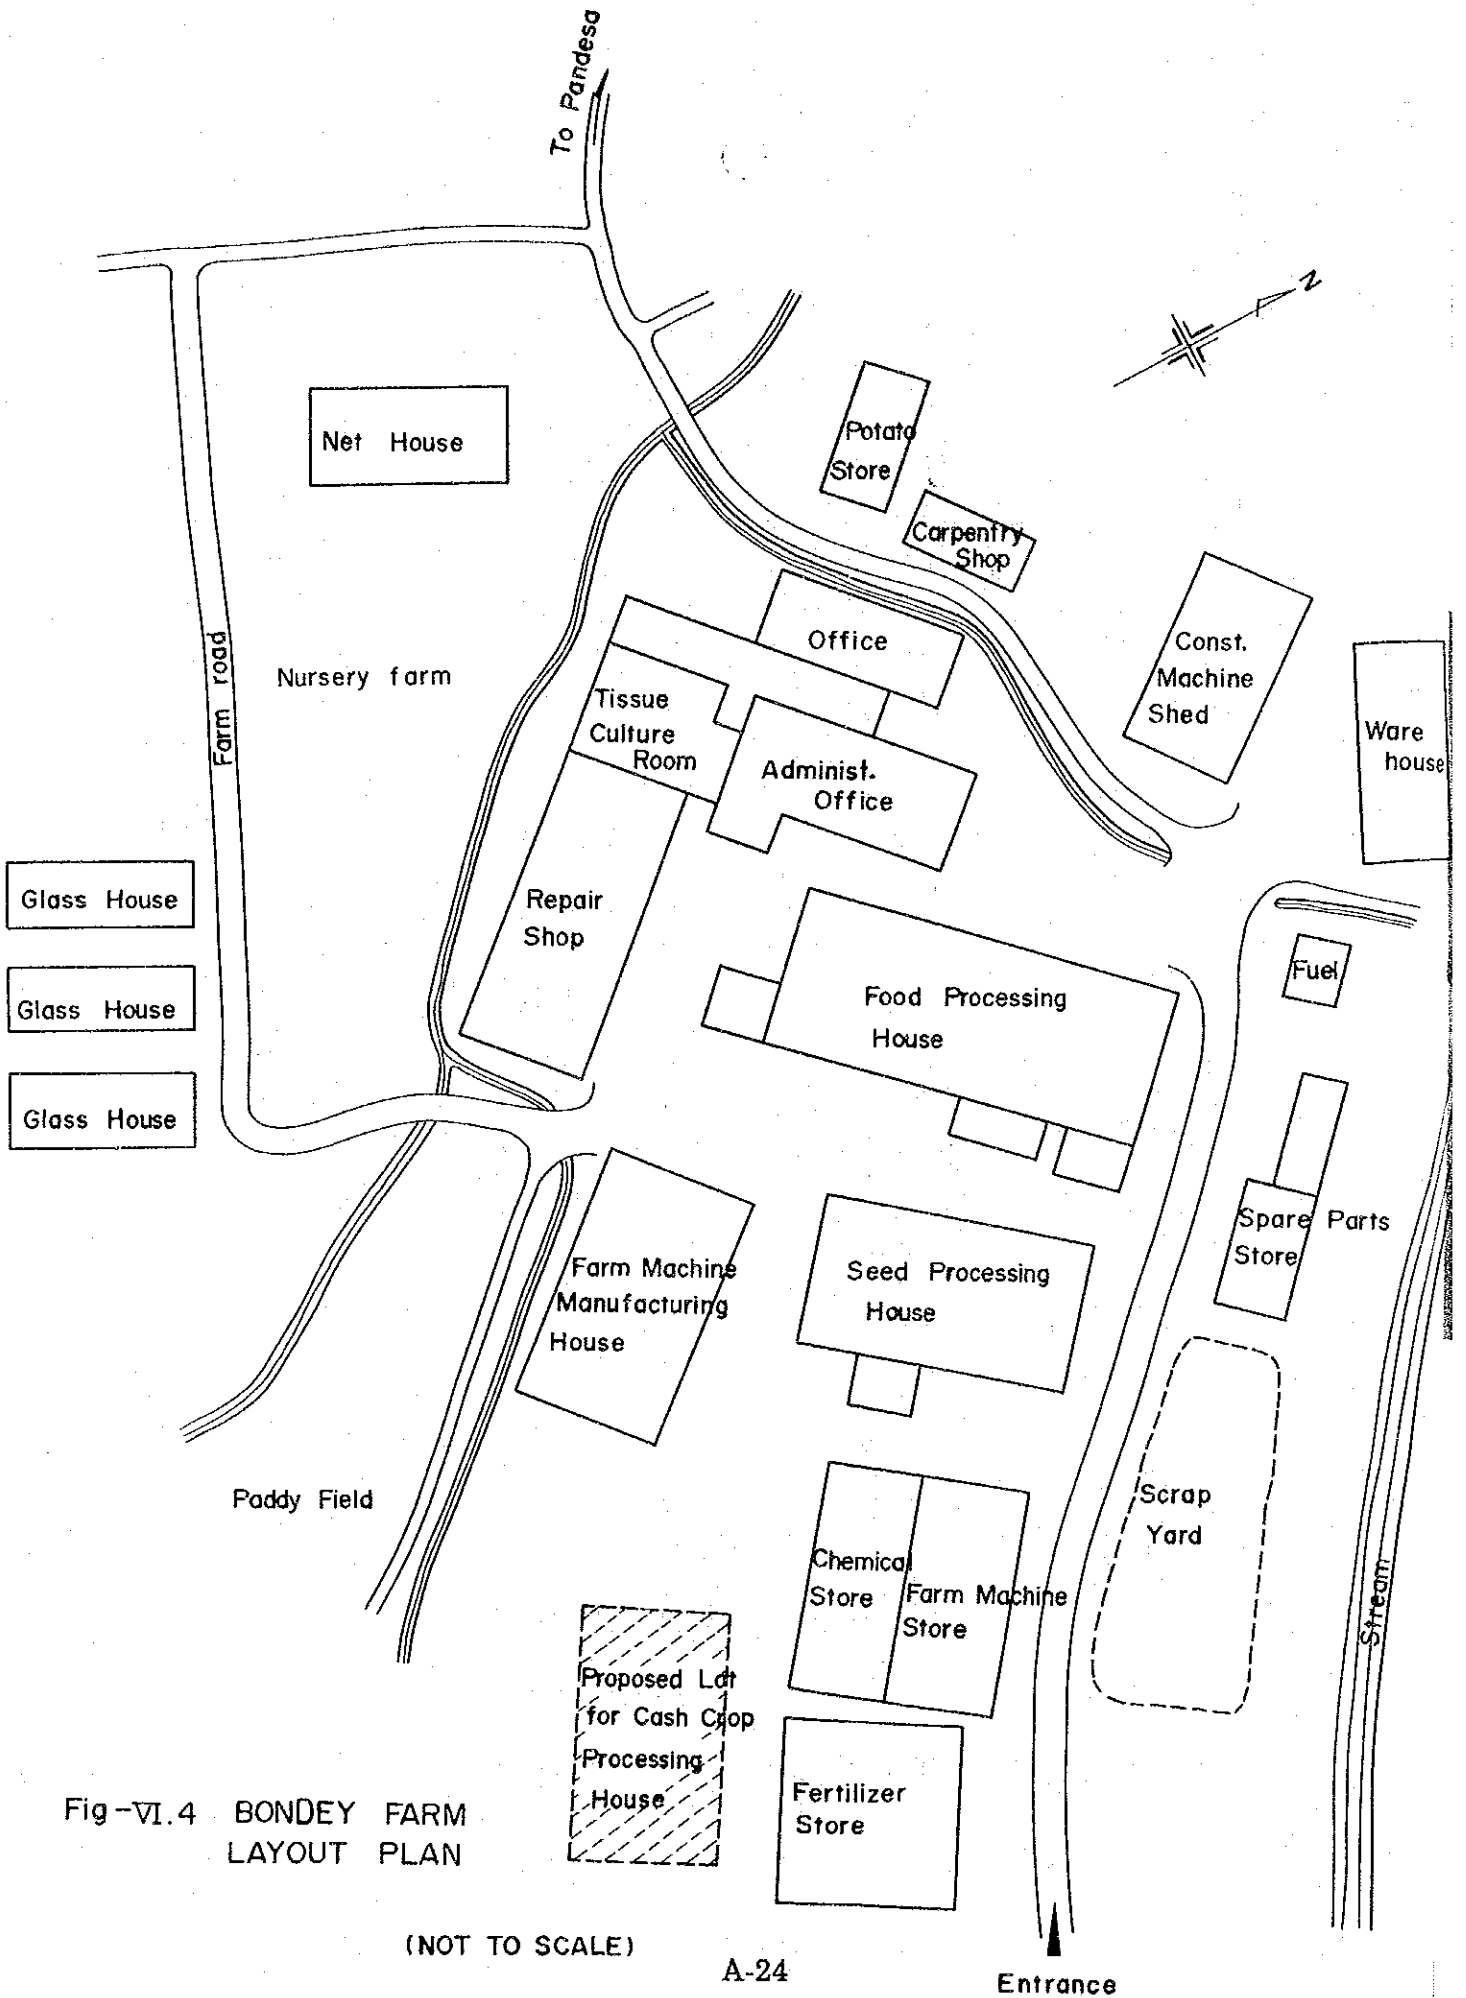 To Pandesa
N
Net House
Potato
Store
Carpentry
Shop
Office
Const.
Machine
Shed
Ware
house
Farm road
Nursery farm
Tissue
Culture
Room
Administ.
Office
Glass House
Repair
Shop
Fuel
Glass House
Food Processing
House
Glass House
Spare Parts
Store
Farm Machine
Manufacturing
House
Seed Processing
House
Paddy Field
Scrap
Yard
Chemical
Store
Farm Machine
Store
Stream
Proposed Lot
for Cash Crop
Processing
House
Fertilizer
Store
Fig-VI.4 BONDEY FARM
LAYOUT PLAN
(NOT TO SCALE)
A-24
Entrance